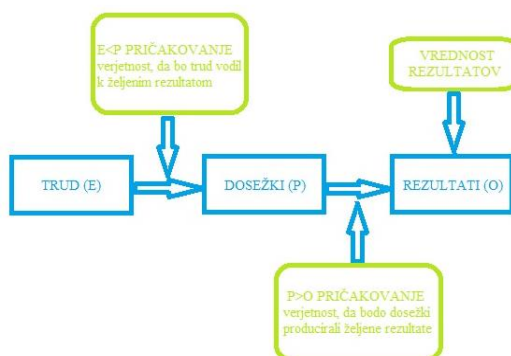 E<P PRIČAKOVANJE
verjetnost, da bo trud vodil
k željenim rezultatom
VREDNOST
REZULTATOV
TRUD (E)
DOSEŽKI (P)
REZULTATI (O)
P>O PRIČAKOVANJE
verjetnost, da bodo dosežki
producirali željene rezultate